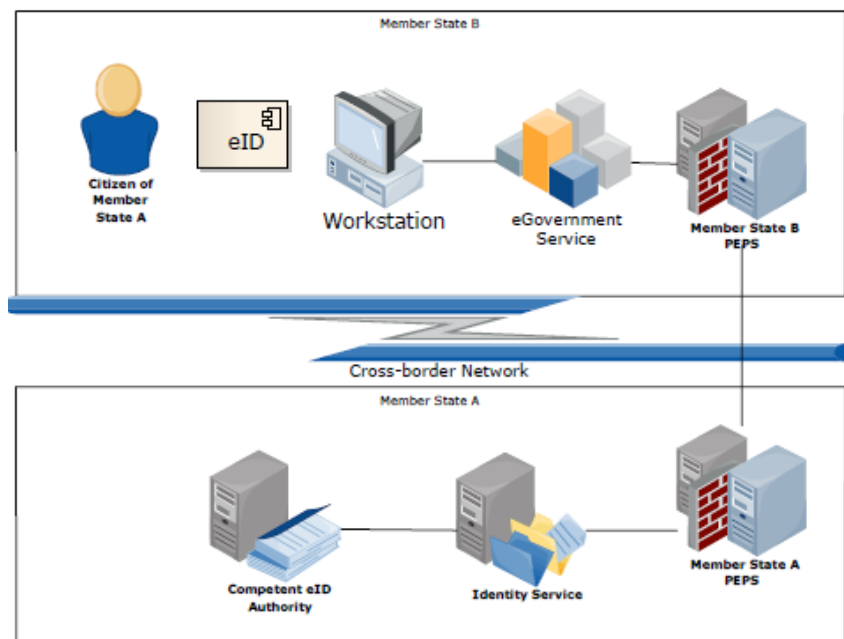 Member State B
eID
Citizen of
Member
State A
Workstation
eGovernment
Service
Member State B
PEPS
Cross-border Network
Member State A
Competent eID
Authority
Identity Service
Member State A
PEPS